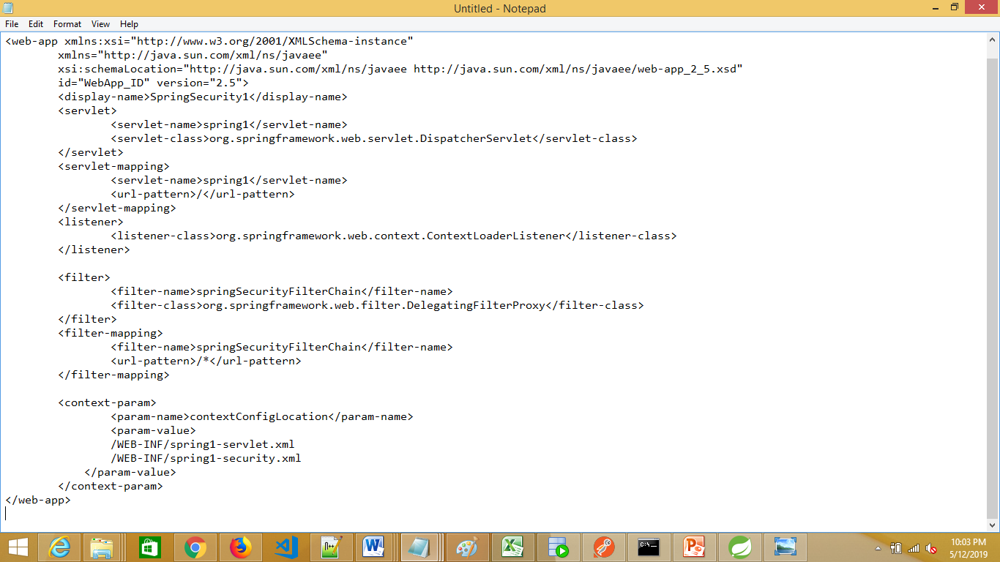 Untitled - Notepad
File Edit Format View Help
<web-app xmlns:xsi="http://www.w3.org/2001/XMLSchema-instance"
        xmlns="http://java.sun.com/xml/ns/javaee"
        xsi:schemaLocation="http://java.sun.com/xml/ns/javaee http://java.sun.com/xml/ns/javaee/web-app_2_5.xsd"
        id="WebApp_ID" version="2.5">
        <display-name>SpringSecurity1</display-name>
        <servlet>
                <servlet-name>spring1</servlet-name>
                <servlet-class>org.springframework.web.servlet.DispatcherServlet</servlet-class>
        </servlet>
        <servlet-mapping>
                <servlet-name>spring1</servlet-name>
                <url-pattern>/</url-pattern>
        </servlet-mapping>
        <listener>
                <listener-class>org.springframework.web.context.ContextLoaderListener</listener-class>
        </listener>

        <filter>
                <filter-name>springSecurityFilterChain</filter-name>
                <filter-class>org.springframework.web.filter.DelegatingFilterProxy</filter-class>
        </filter>
        <filter-mapping>
                <filter-name>springSecurityFilterChain</filter-name>
                <url-pattern>/*</url-pattern>
        </filter-mapping>

        <context-param>
                <param-name>contextConfigLocation</param-name>
                <param-value>
                /WEB-INF/spring1-servlet.xml
                /WEB-INF/spring1-security.xml
            </param-value>
        </context-param>
</web-app>
10:03 PM
5/12/2019